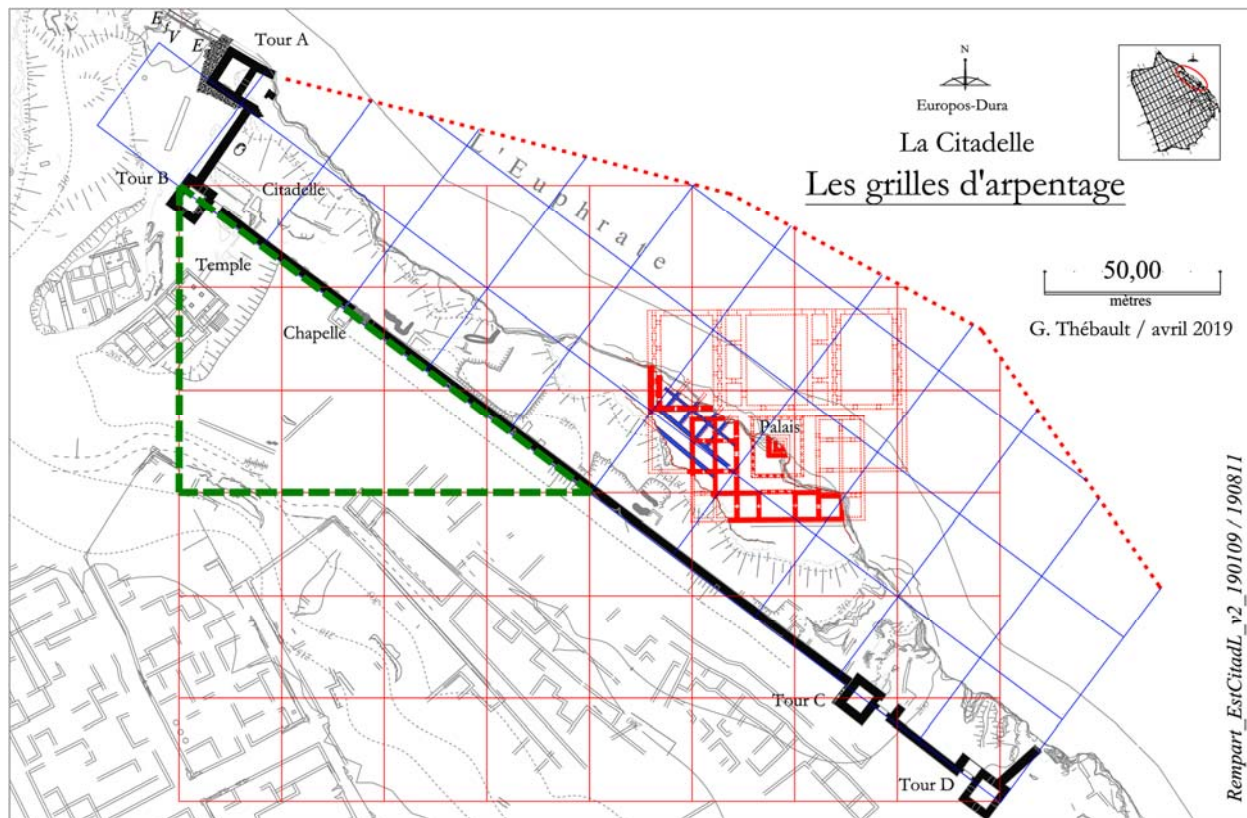 E
V
E
Tour A
N
Europos-Dura
La Citadelle
Les grilles d'arpentage
50,00
mètres
G. Thébault / avril 2019
L'Euphrate
Tour B
Citadelle
Temple
Chapelle
Palais
Tour C
Tour D
Rempart_EstCitadL_v2_190109 / 190811